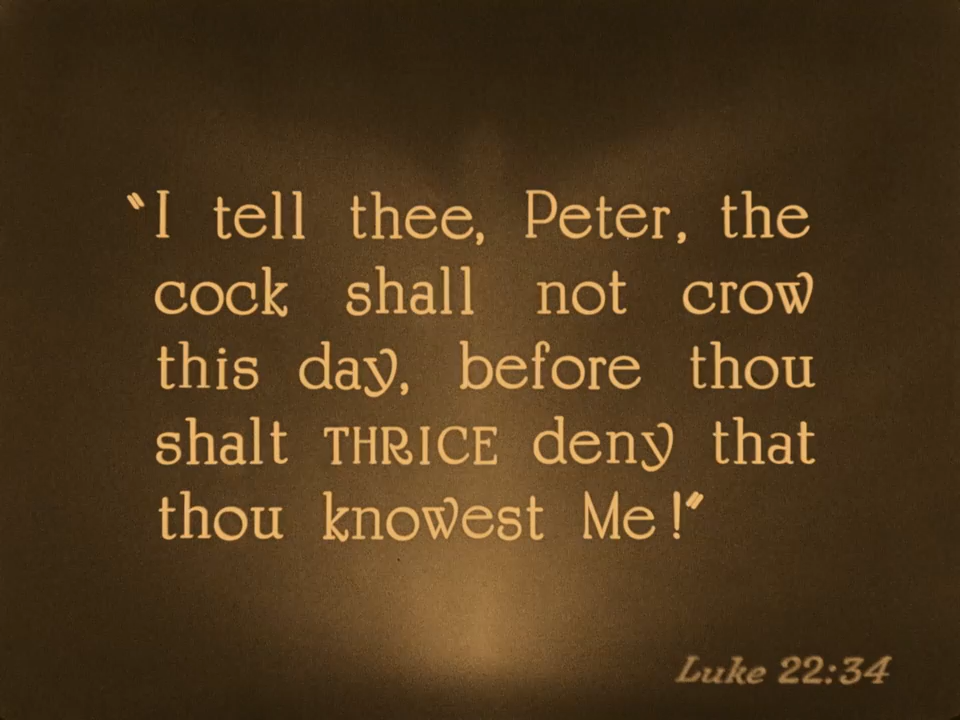 "I tell thee, Peter, the
cock shall not crow
this day, before thou
shalt THRICE deny that
thou knowest Me!"
Luke 22:34